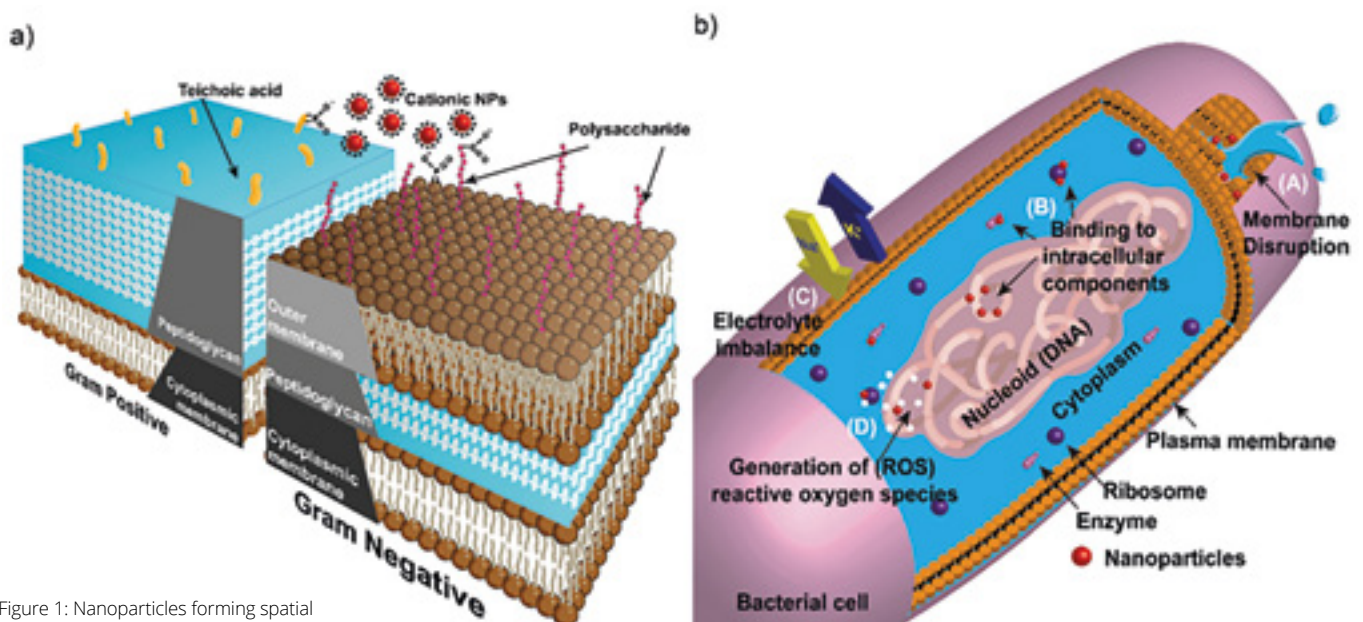 a)
Teichoic acid
Cationic NPs
Polysaccharide
Peptidoglycan
Cytoplasmic
membrane
Gram Positive
Outer
membrane
Peptidoglycan
Cytoplasmic
membrane
Gram Negative
Figure 1: Nanoparticles forming spatial
b)
(A)
Membrane
Disruption
(B)
Binding to
intracellular
components
(C)
Electrolyte
imbalance
Nucleoid (DNA)
Cytoplasm
(D)
Generation of (ROS)
reactive oxygen species
Plasma membrane
Ribosome
Enzyme
Nanoparticles
Bacterial cell